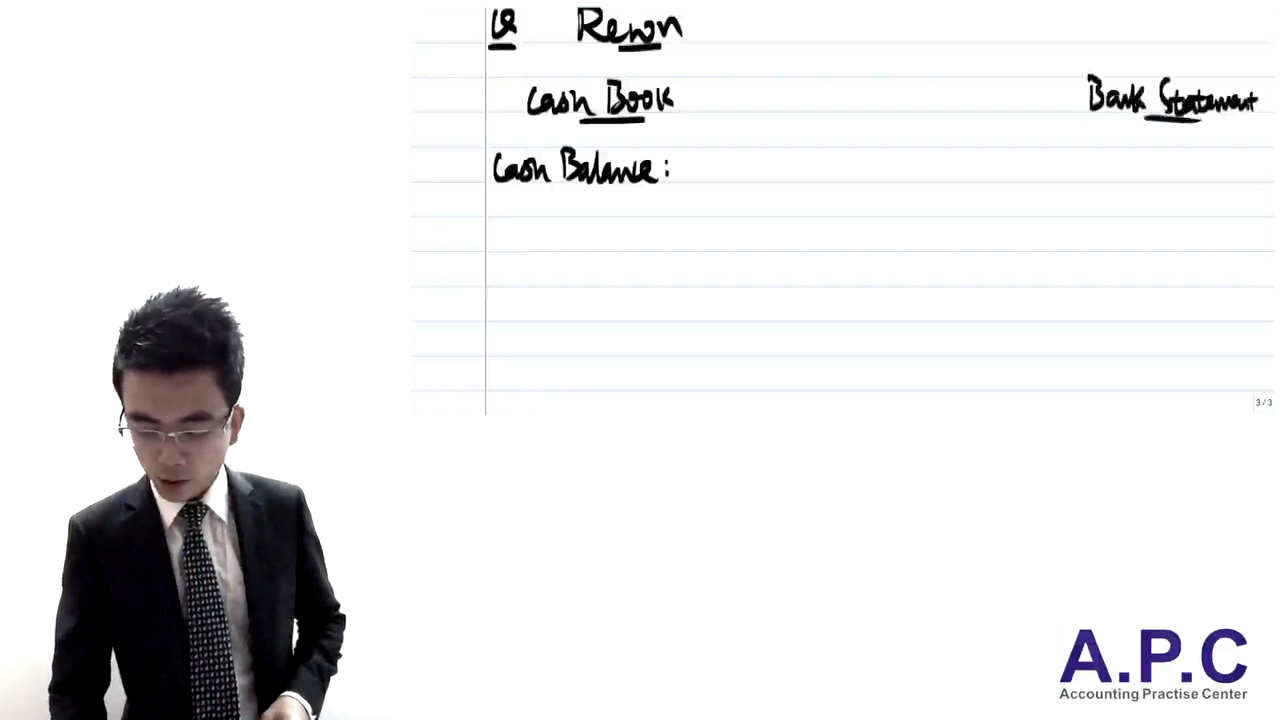 Recon
Cash Book Bank Statement
Cash Balance:
3/3
A.P.C
Accounting Practise Center